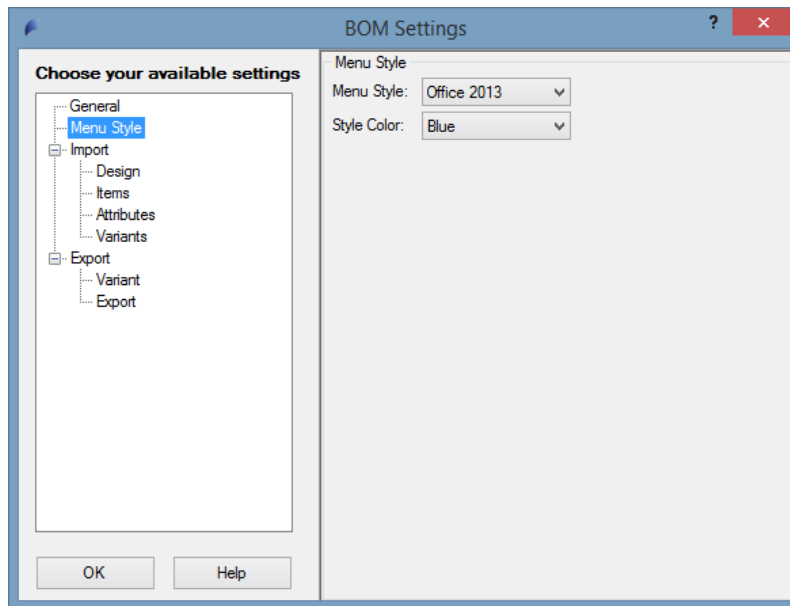 BOM Settings
?
Choose your available settings
General
Menu Style
Import
Design
Items
Attributes
Variants
Export
Variant
Export
OK
Help
Menu Style
Menu Style: Office 2013
Style Color: Blue